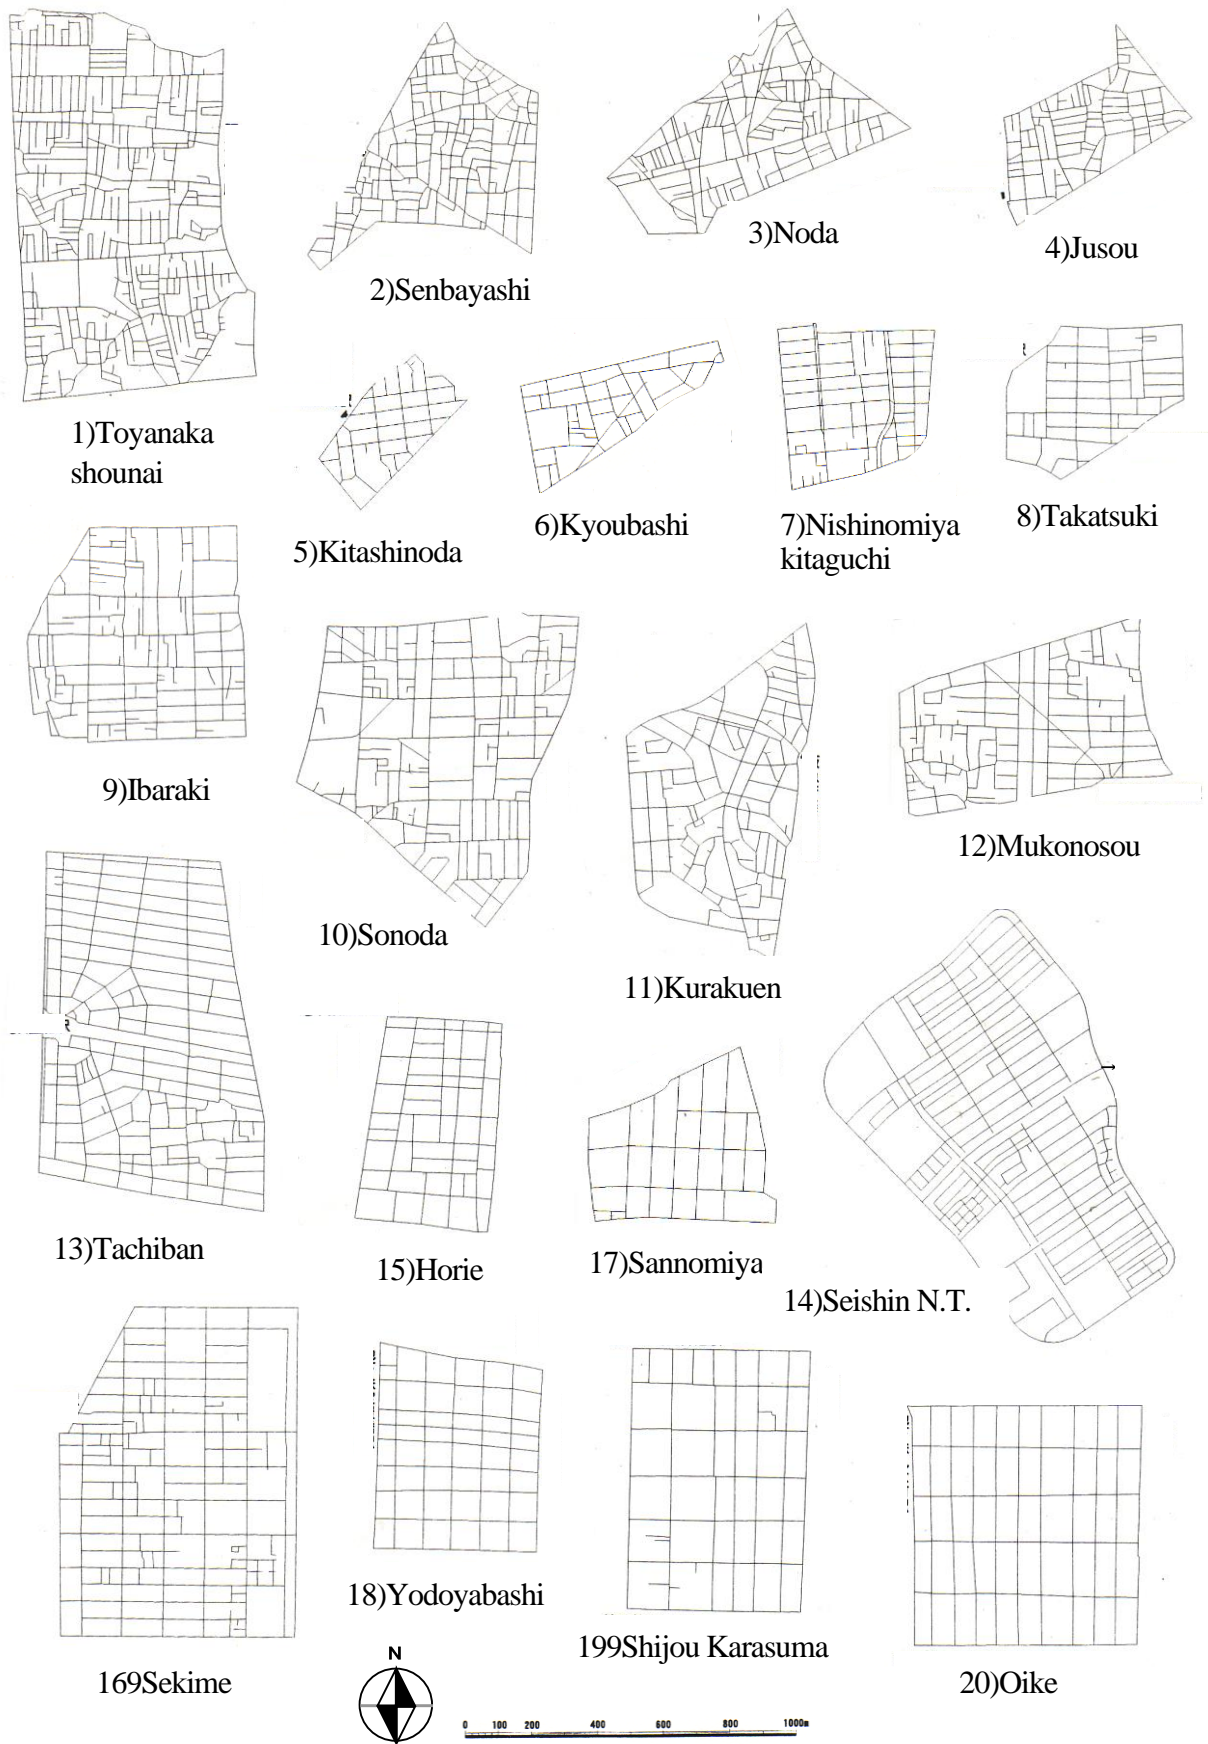 3)Noda
4)Jusou
2)Senbayashi
1)Toyanaka
shounai
5)Kitashinoda
6)Kyoubashi
7)Nishinomiya
kitaguchi
8)Takatsuki
9)Ibaraki
10)Sonoda
11)Kurakuen
12)Mukonosou
13)Tachiban
15)Horie
17)Sannomiya
14)Seishin N.T.
18)Yodoyabashi
199Shijou Karasuma
169Sekime
20)Oike
N
0 100 200 400 600 800 1000m